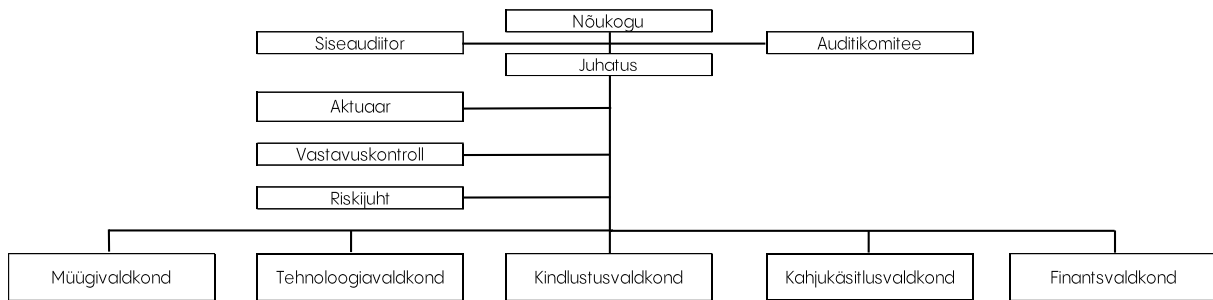 Nõukogu
Siseaudiitor
Auditikomitee
Juhatus
Aktuaar
Vastavuskontroll
Riskijuht
Müügivaldkond
Tehnoloogiavaldkond
Kindlustusvaldkond
Kahjukäsitlusvaldkond
Finantsvaldkond